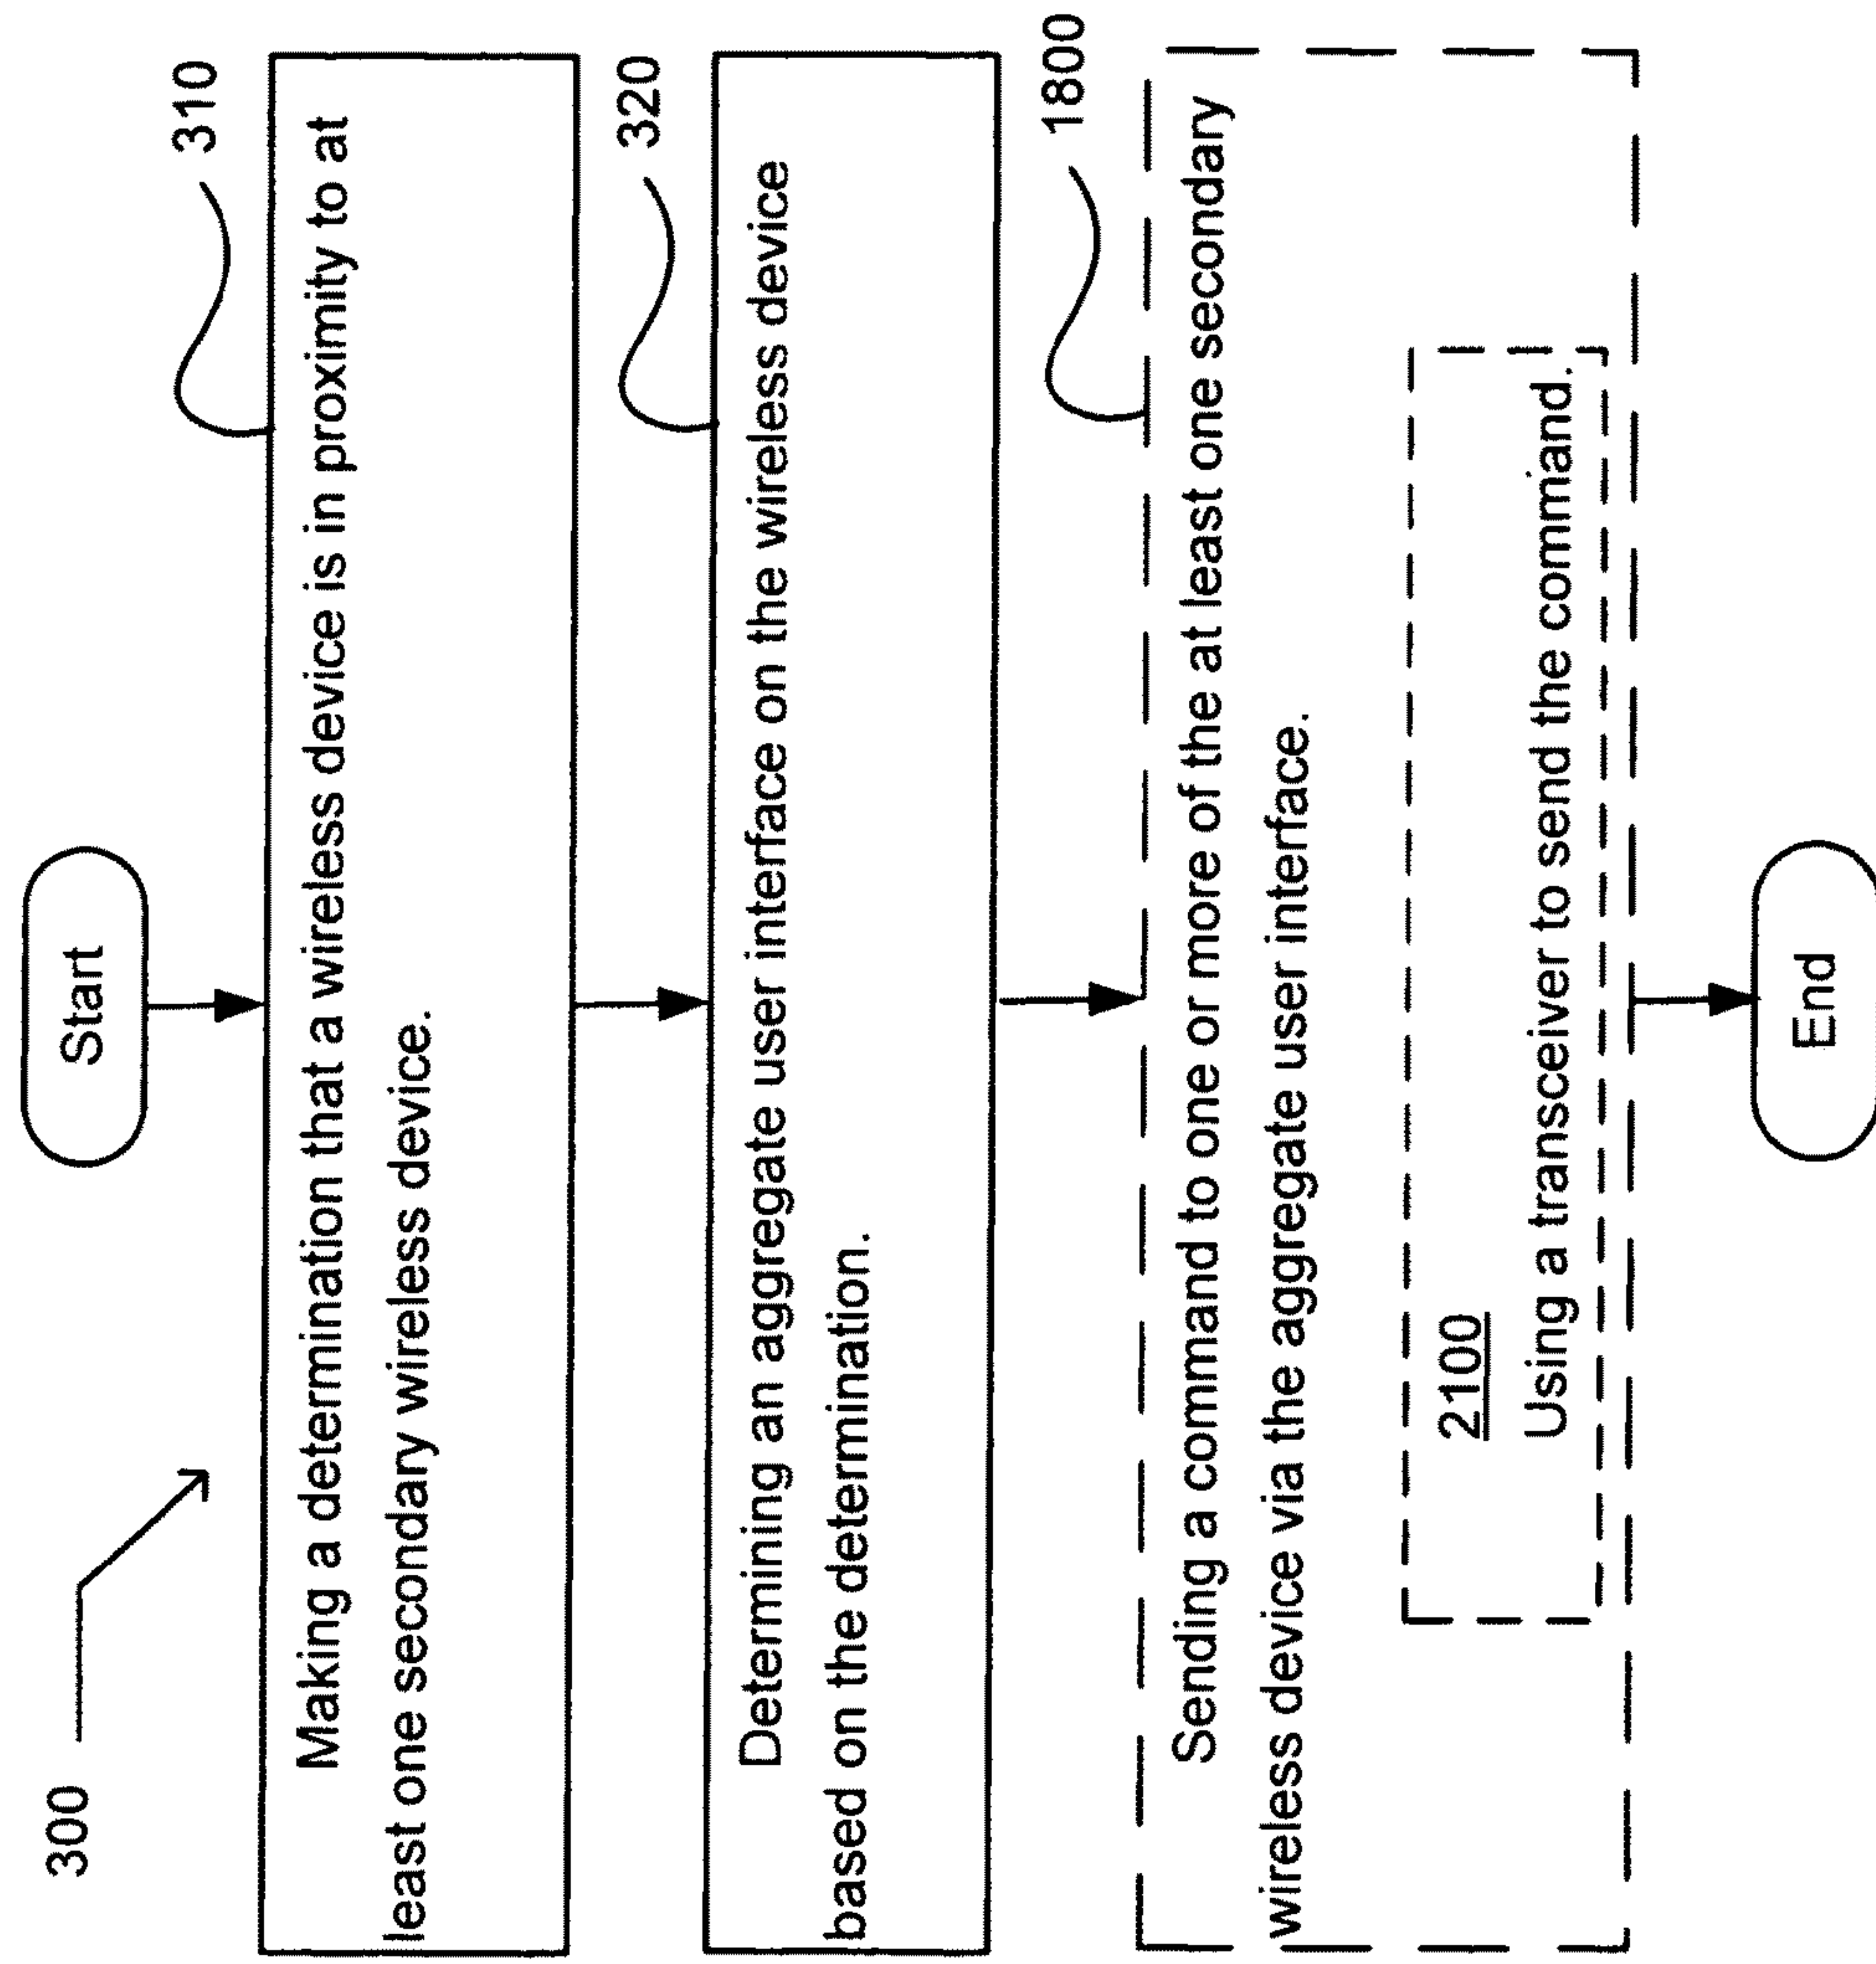 300
Start
310
Making a determination that a wireless device is in proximity to at
least one secondary wireless device.
320
Determining an aggregate user interface on the wireless device
based on the determination.
1800
Sending a command to one or more of the at least one secondary
wireless device via the aggregate user interface.
2100
Using a transceiver to send the command.
End